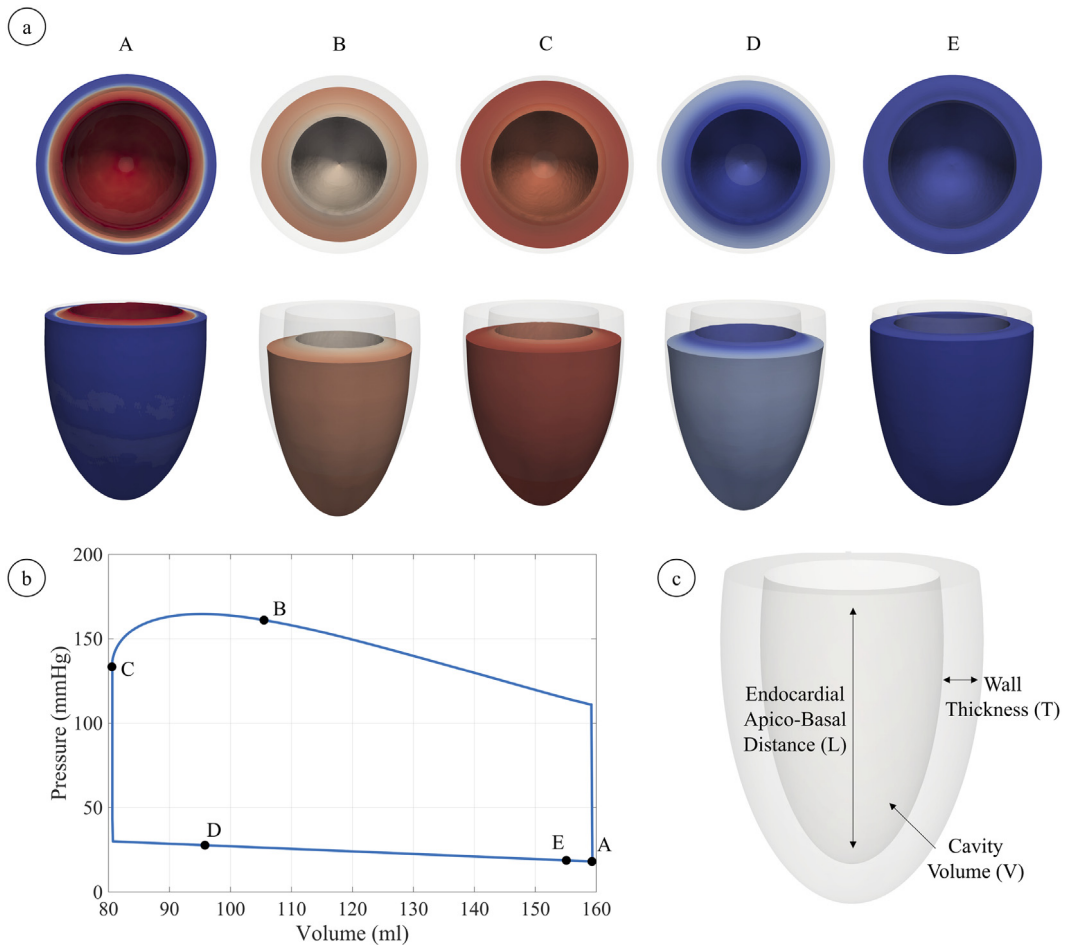 a
A B C D E
b
200
150
100
50
0
Pressure (mmHg)
B
C
D
E
A
80 90 100 110 120 130 140 150 160
Volume (ml)
c
Endocardial
Apico-Basal
Distance (L)
Wall
Thickness (T)
Cavity
Volume (V)